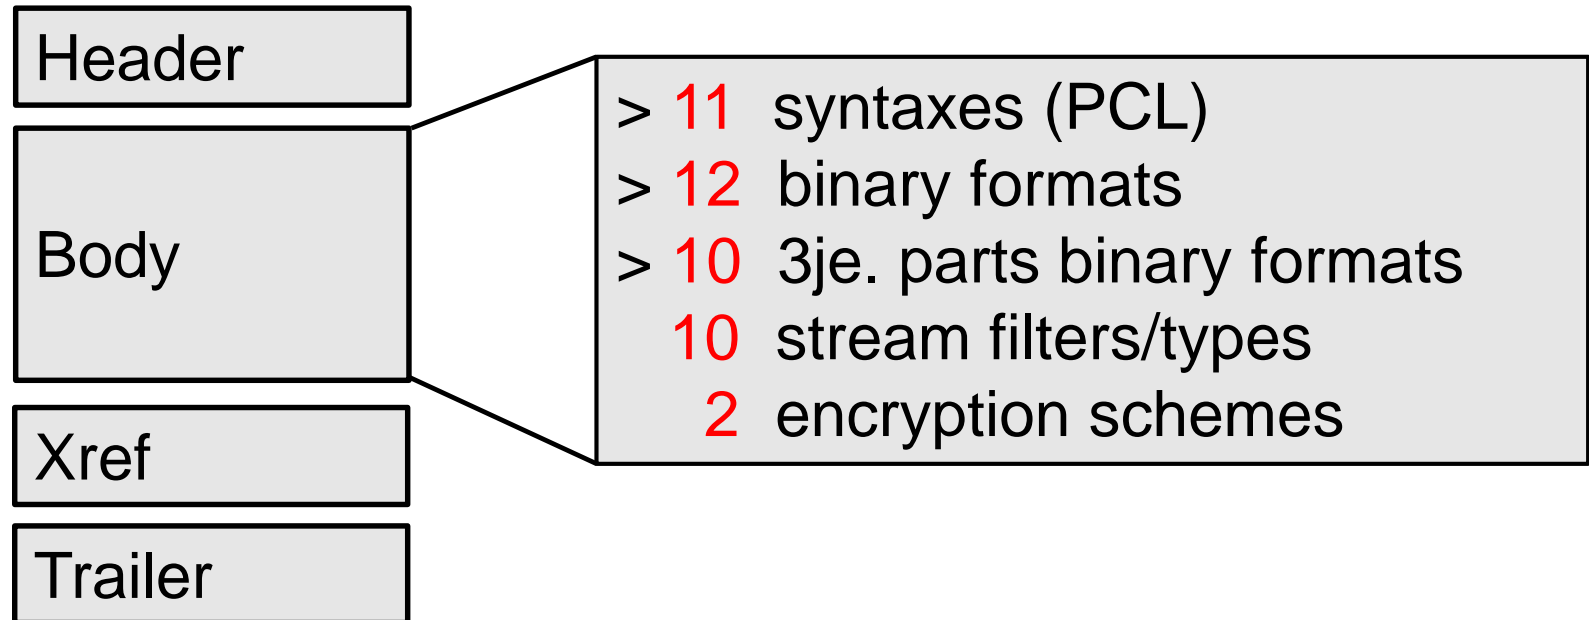 Header
Body
Xref
Trailer
> 11 syntaxes (PCL)
> 12 binary formats
> 10 3je. parts binary formats
10 stream filters/types
2 encryption schemes